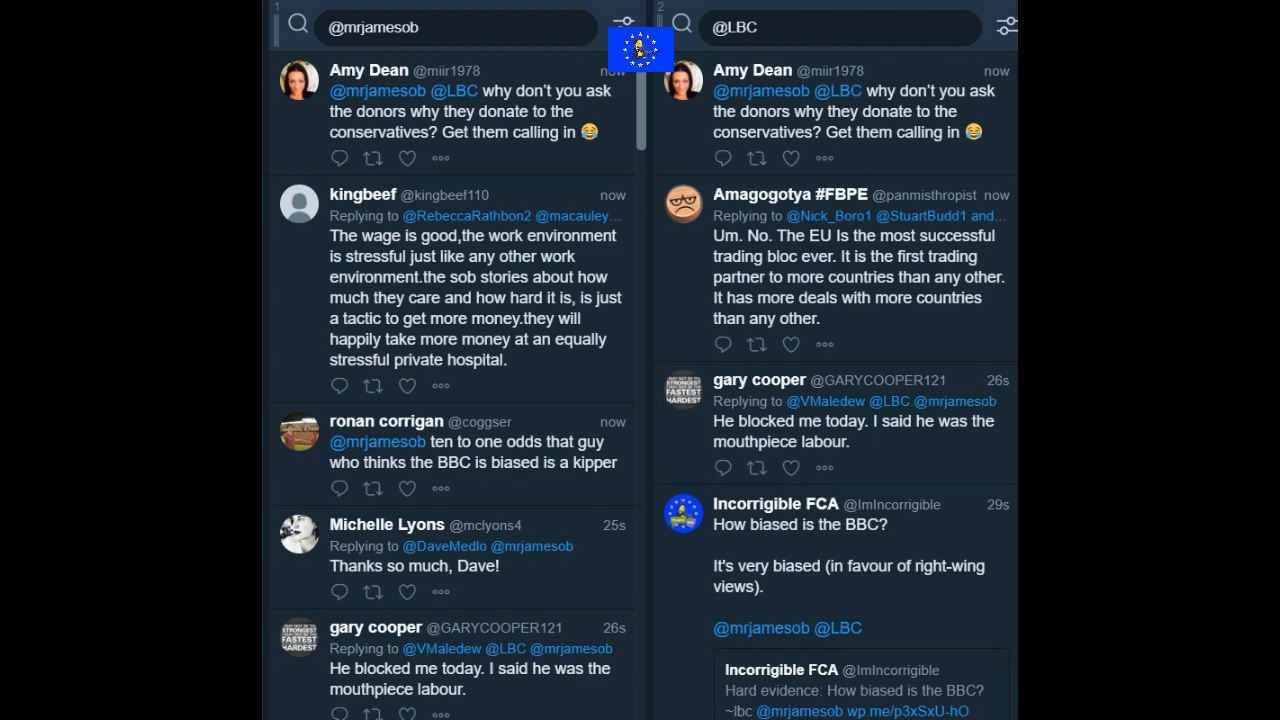 1
@mrjamesob
Amy Dean @miir1978 now
@mrjamesob @LBC why don't you ask
the donors why they donate to the
conservatives? Get them calling in 😂
kingbeef @kingbeef110 now
Replying to @RebeccaRathbon2 @macauley...
The wage is good,the work environment
is stressful just like any other work
environment.the sob stories about how
much they care and how hard it is, is just
a tactic to get more money.they will
happily take more money at an equally
stressful private hospital.
ronan corrigan @coggser now
@mrjamesob ten to one odds that guy
who thinks the BBC is biased is a kipper
Michelle Lyons @mclyons4 25s
Replying to @DaveMedlo @mrjamesob
Thanks so much, Dave!
STRONGEST
FASTEST
HARDEST
gary cooper @GARYCOOPER121 26s
Replying to @VMaledew @LBC @mrjamesob
He blocked me today. I said he was the
mouthpiece labour.
2
@LBC
Amy Dean @miir1978 now
@mrjamesob @LBC why don't you ask
the donors why they donate to the
conservatives? Get them calling in 😂
Amagogotya #FBPE @panmisthropist now
Replying to @Nick_Boro1 @StuartBudd1 and...
Um. No. The EU Is the most successful
trading bloc ever. It is the first trading
partner to more countries than any other.
It has more deals with more countries
than any other.
STRONGEST
FASTEST
HARDEST
gary cooper @GARYCOOPER121 26s
Replying to @VMaledew @LBC @mrjamesob
He blocked me today. I said he was the
mouthpiece labour.
Incorrigible FCA @ImIncorrigible 29s
How biased is the BBC?
It's very biased (in favour of right-wing
views).
@mrjamesob @LBC
Incorrigible FCA @ImIncorrigible
Hard evidence: How biased is the BBC?
~lbc @mrjamesob wp.me/p3xSxU-hO